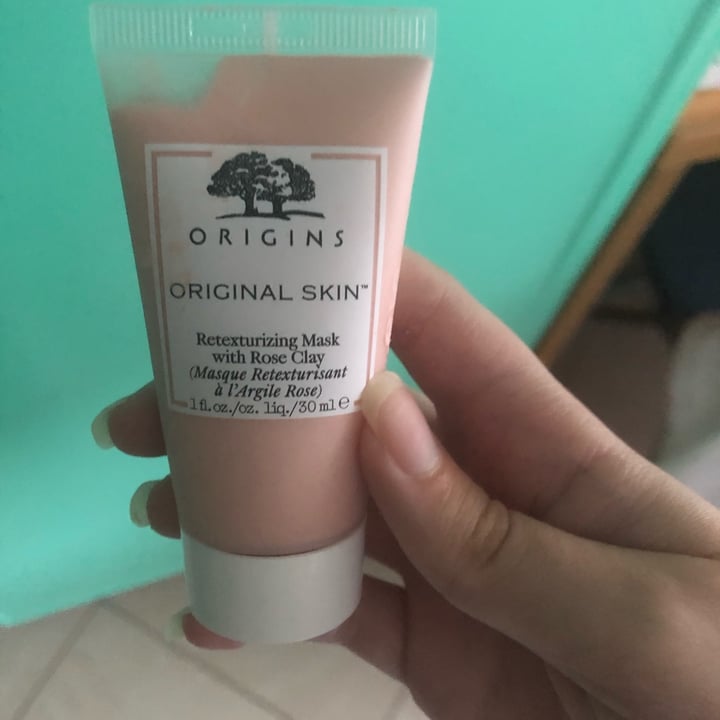 ORIGINS
ORIGINAL SKIN™
Retexturizing Mask
with Rose Clay
(Masque Retexturisant
à l'Argile Rose)
1 fl. oz./oz. liq./30 ml e